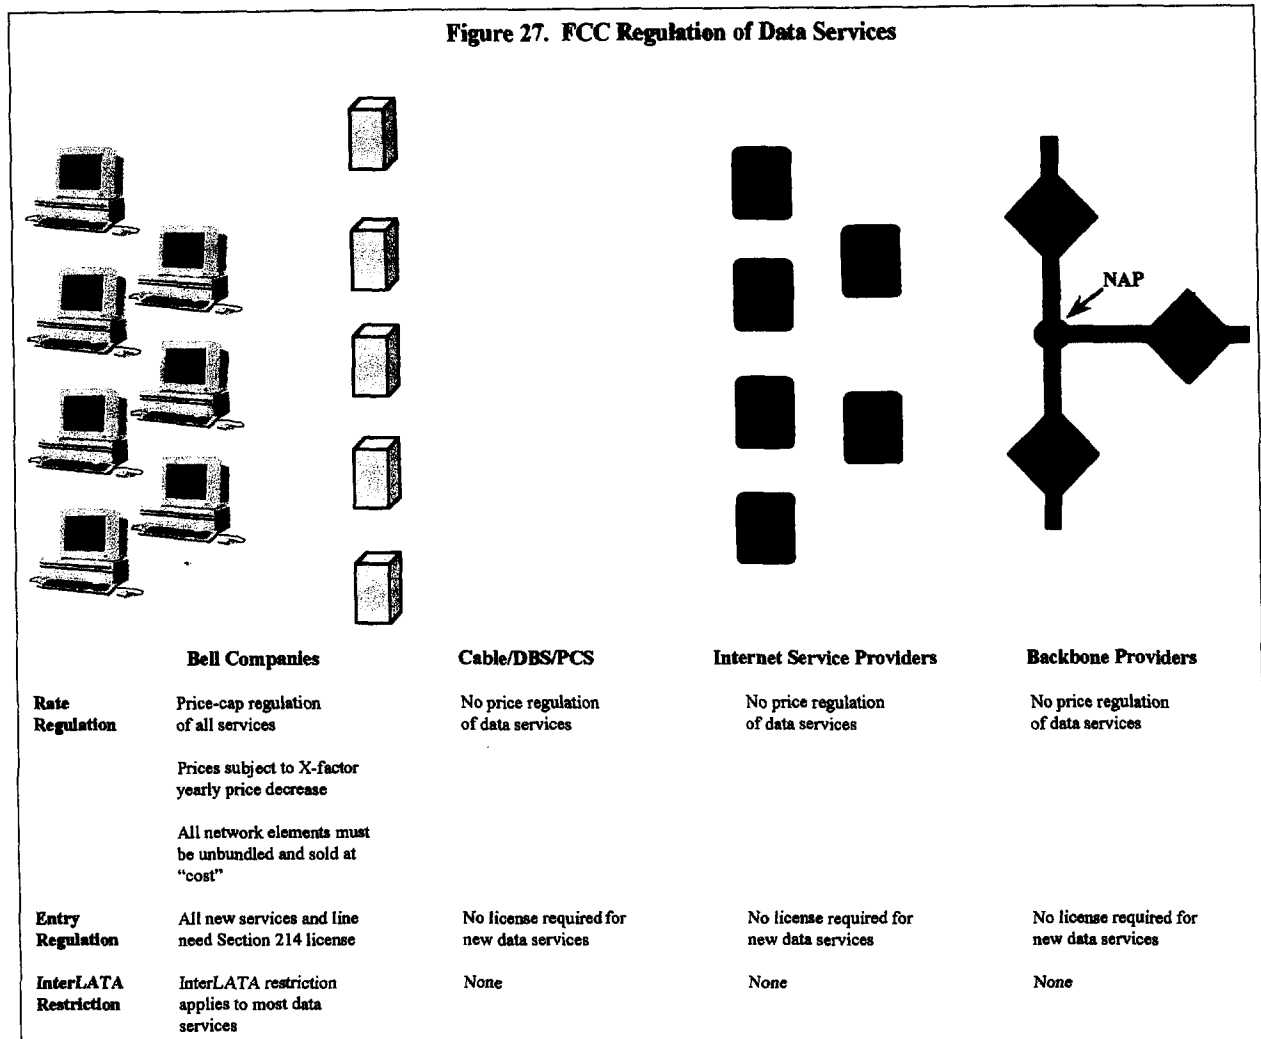 Figure 27. FCC Regulation of Data Services
NAP
Bell Companies
Cable/DBS/PCS
Internet Service Providers
Backbone Providers
Rate
Regulation
Price-cap regulation
of all services
Prices subject to X-factor
yearly price decrease
All network elements must
be unbundled and sold at
“cost”
No price regulation
of data services
No price regulation
of data services
No price regulation
of data services
Entry
Regulation
All new services and line
need Section 214 license
No license required for
new data services
No license required for
new data services
No license required for
new data services
InterLATA
Restriction
InterLATA restriction
applies to most data
services
None
None
None